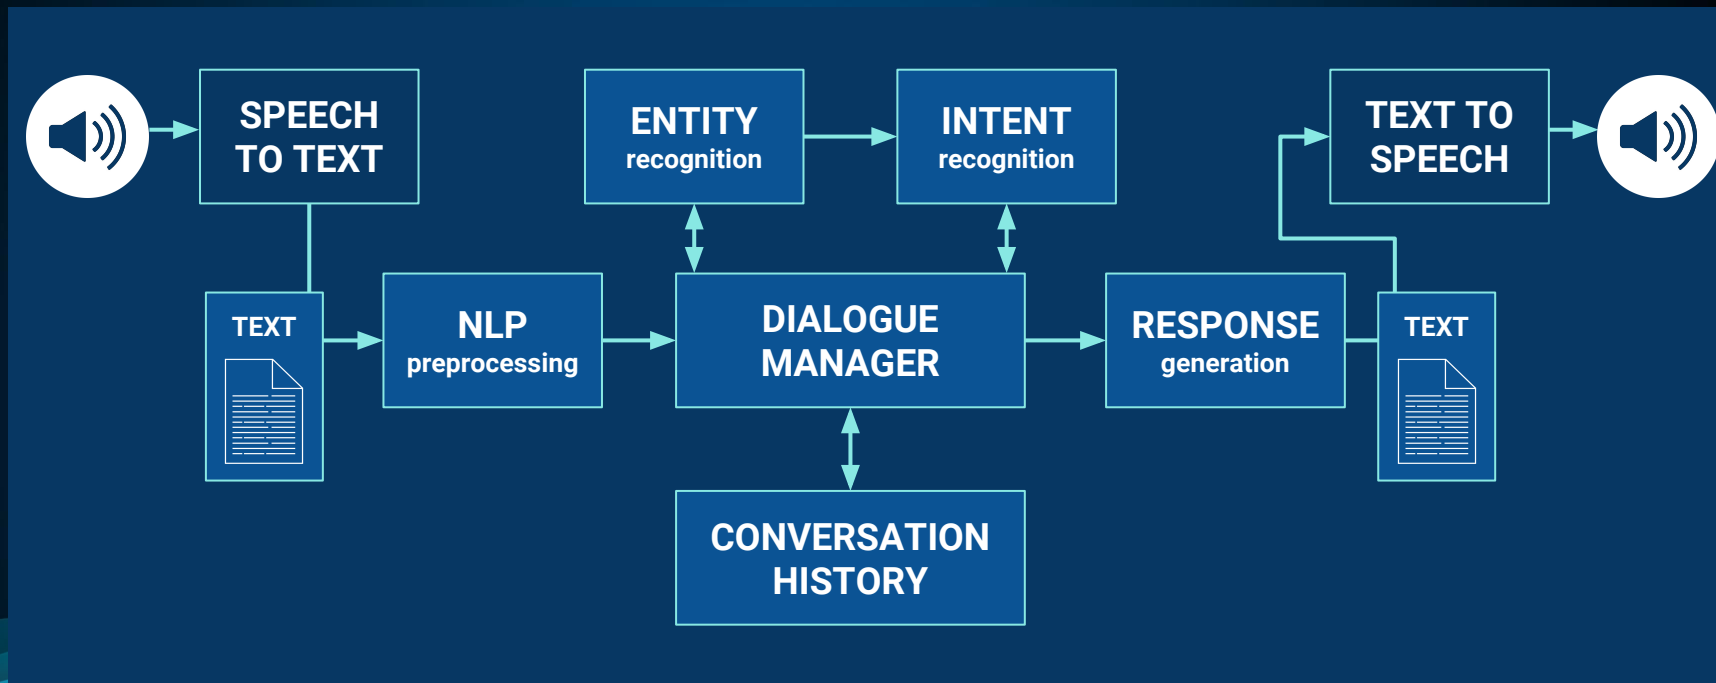 SPEECH
TO TEXT
ENTITY
recognition
INTENT
recognition
TEXT TO
SPEECH
TEXT
NLP
preprocessing
DIALOGUE
MANAGER
RESPONSE
generation
TEXT
CONVERSATION
HISTORY